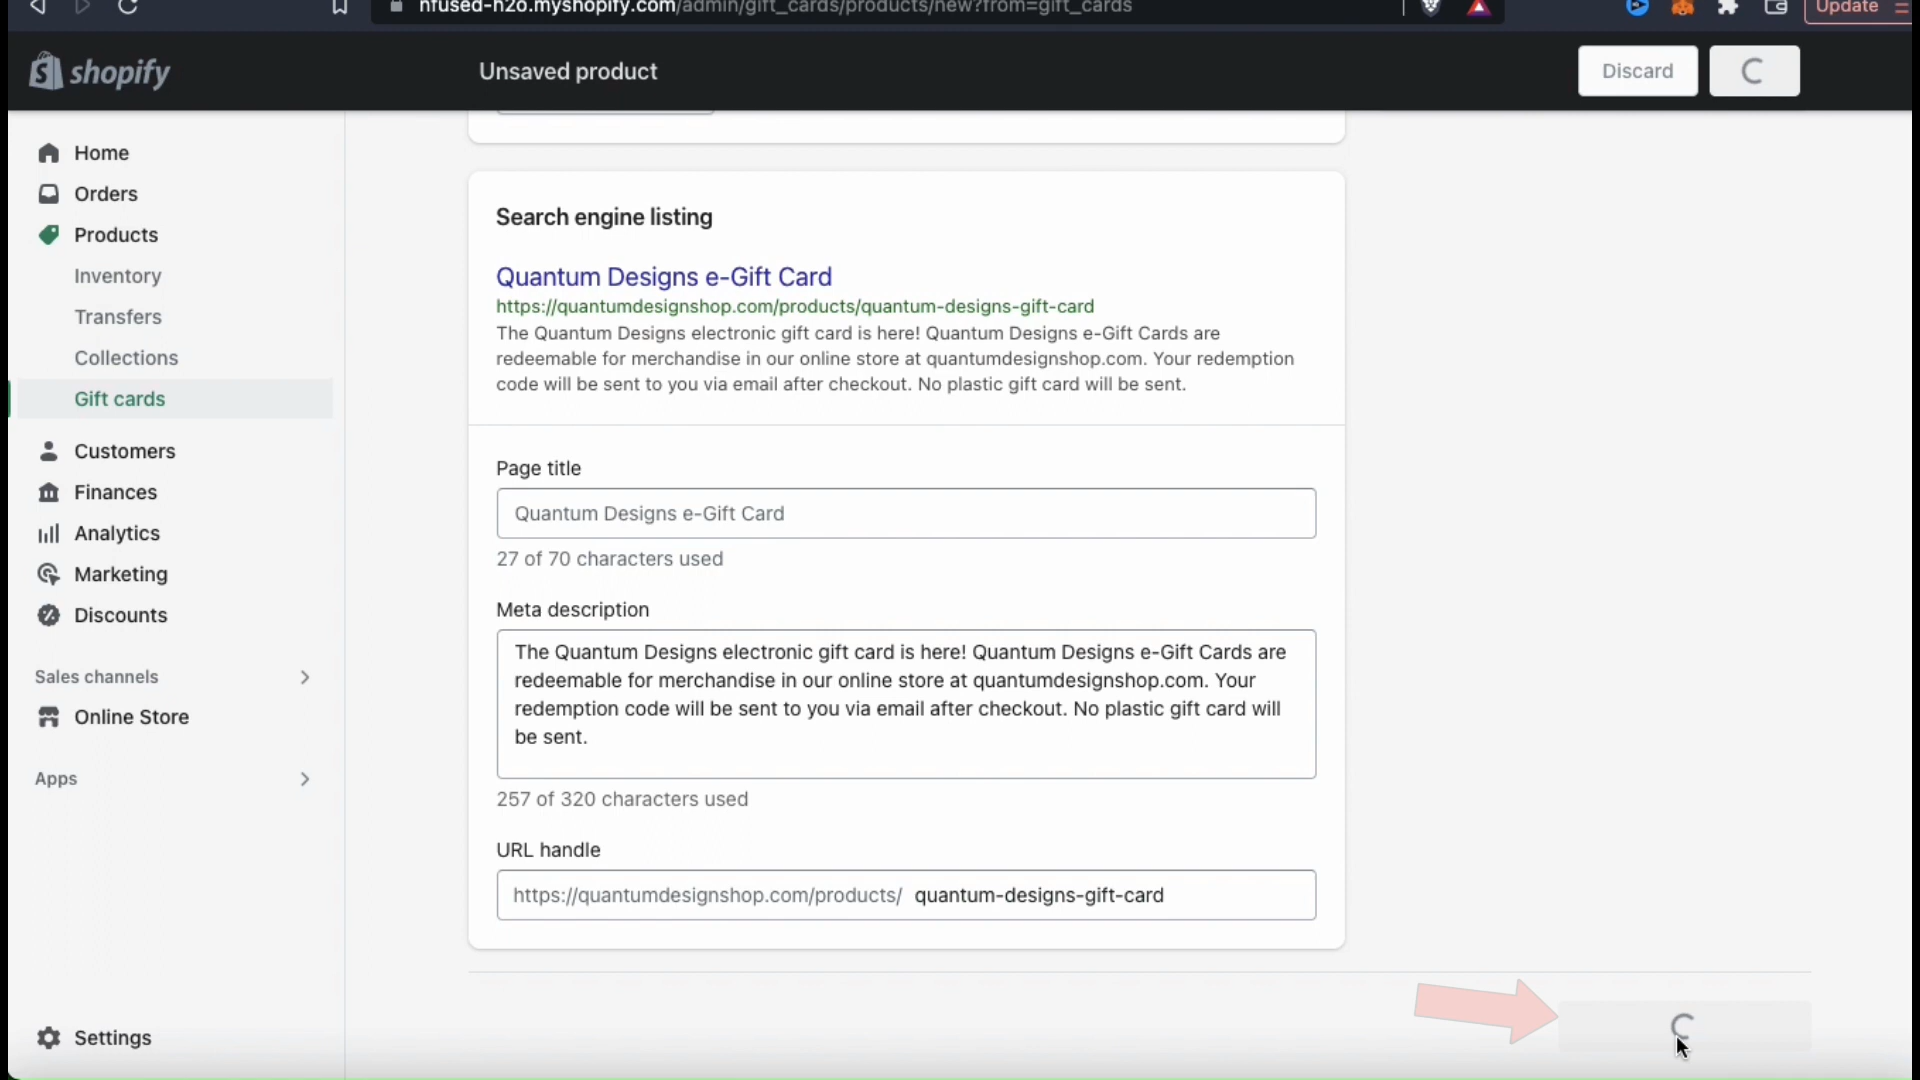 nfused-h2o.myshopify.com/admin/gift_cards/products/new?from=gift_cards
Update
shopify
Unsaved product
Discard
Home
Orders
Products
Inventory
Transfers
Collections
Gift cards
Customers
Finances
Analytics
Marketing
Discounts
Sales channels
Online Store
Apps
Settings
Search engine listing
Quantum Designs e-Gift Card
https://quantumdesignshop.com/products/quantum-designs-gift-card
The Quantum Designs electronic gift card is here! Quantum Designs e-Gift Cards are
redeemable for merchandise in our online store at quantumdesignshop.com. Your redemption
code will be sent to you via email after checkout. No plastic gift card will be sent.
Page title
Quantum Designs e-Gift Card
27 of 70 characters used
Meta description
The Quantum Designs electronic gift card is here! Quantum Designs e-Gift Cards are
redeemable for merchandise in our online store at quantumdesignshop.com. Your
redemption code will be sent to you via email after checkout. No plastic gift card will
be sent.
257 of 320 characters used
URL handle
https://quantumdesignshop.com/products/ quantum-designs-gift-card